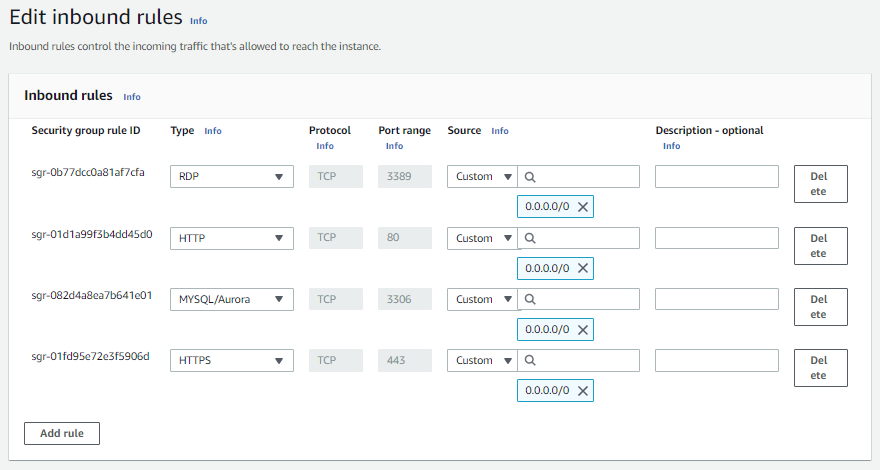 Edit inbound rules Info
Inbound rules control the incoming traffic that's allowed to reach the instance.
Inbound rules Info
Security group rule ID Type Info Protocol Info Port range Info Source Info Description - optional Info
sgr-0b77dcc0a81af7cfa RDP TCP 3389 Custom Del
ete
0.0.0.0/0
sgr-01d1a99f3b4dd45d0 HTTP TCP 80 Custom Del
ete
0.0.0.0/0
sgr-082d4a8ea7b641e01 MYSQL/Aurora TCP 3306 Custom Del
ete
0.0.0.0/0
sgr-01fd95e72e3f5906d HTTPS TCP 443 Custom Del
ete
0.0.0.0/0
Add rule